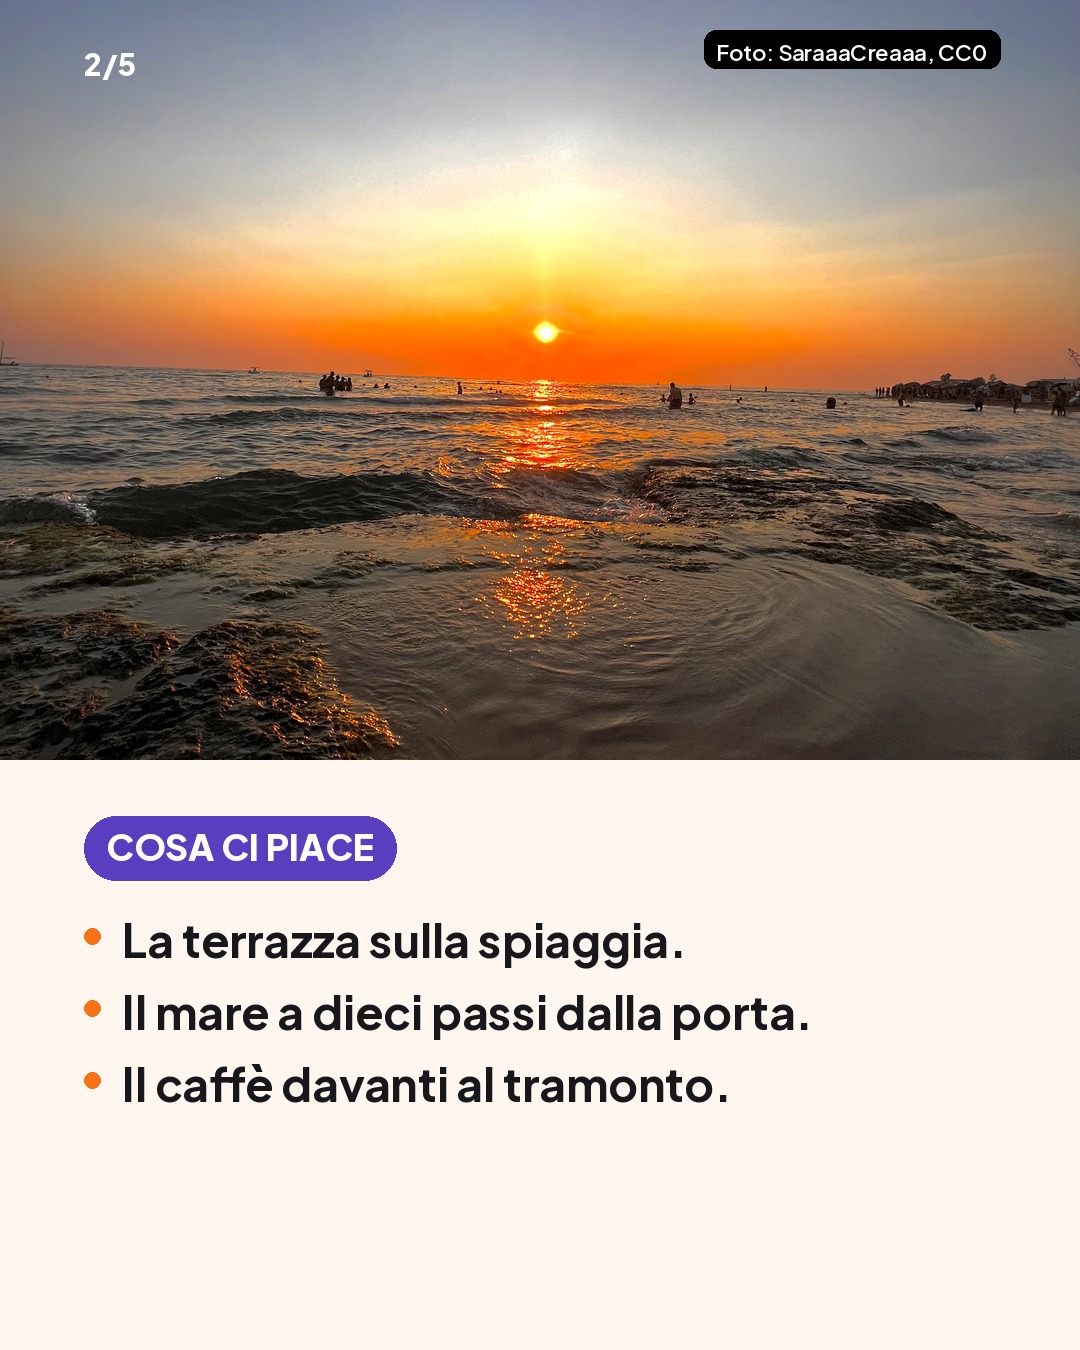 2/5
Foto: SaraaaCreaaa, CC0
COSA CI PIACE
La terrazza sulla spiaggia.
Il mare a dieci passi dalla porta.
Il caffè davanti al tramonto.